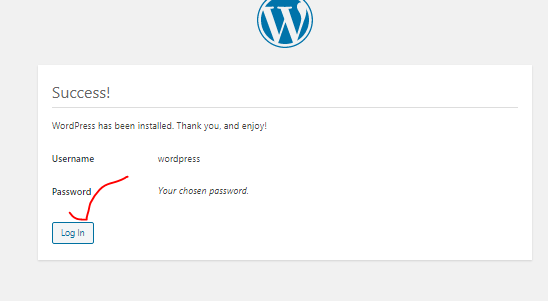 Success!
WordPress has been installed. Thank you, and enjoy!
Username wordpress
Password Your chosen password.
Log In